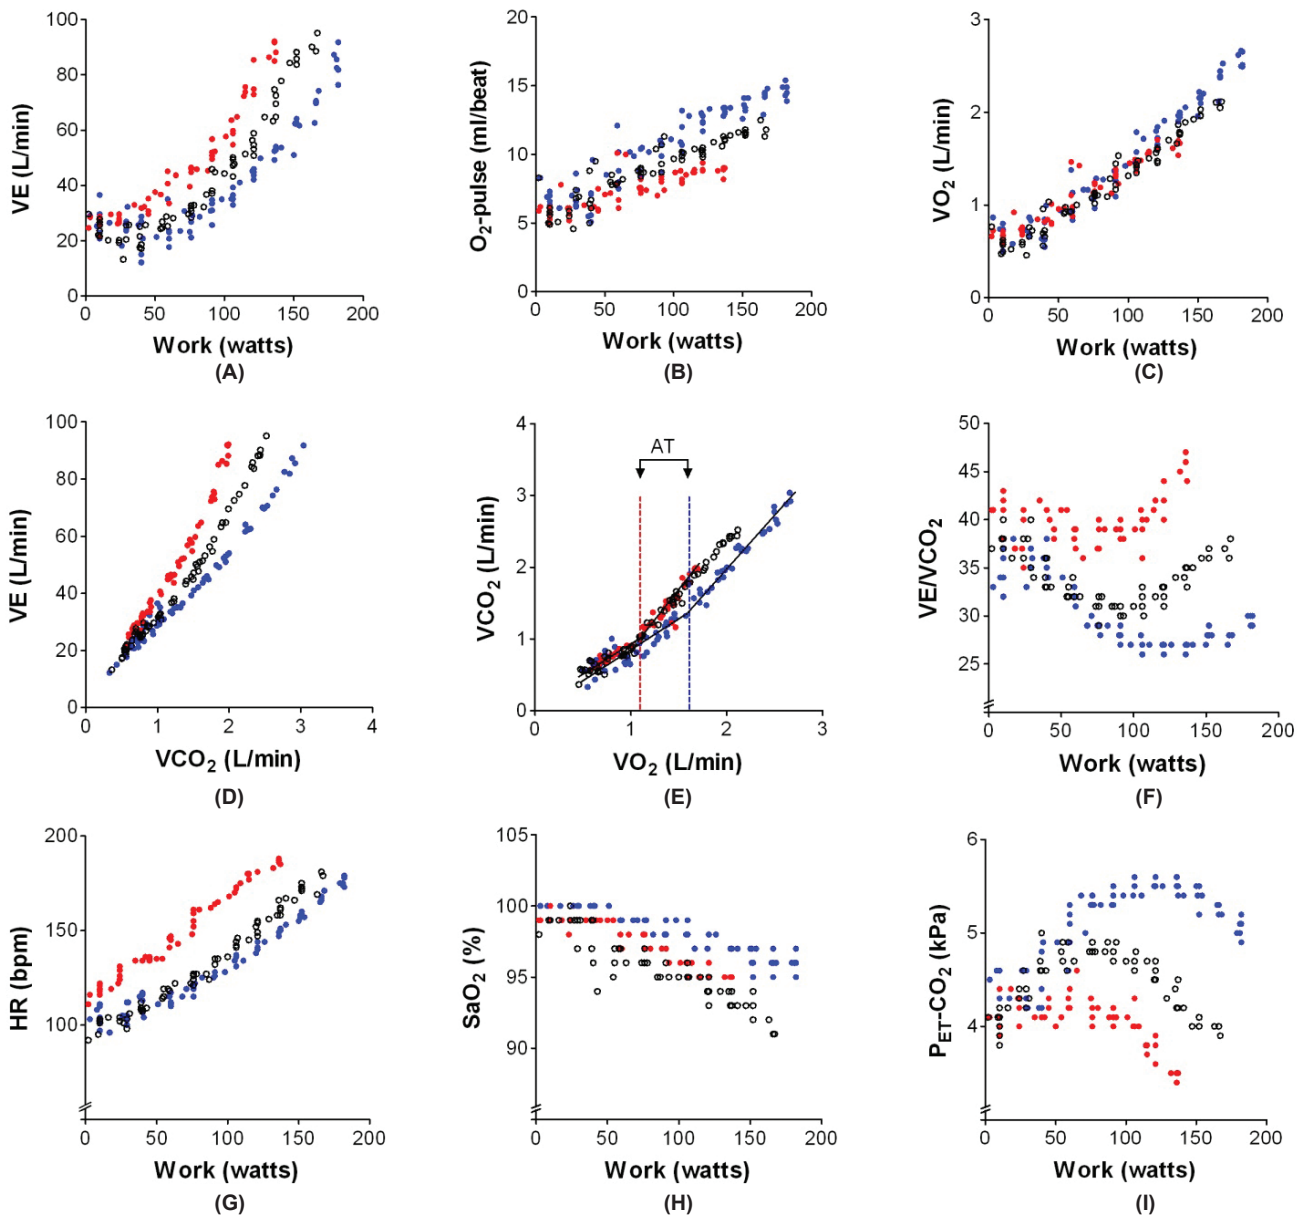 100
80
60
40
20
0
0 50 100 150 200
VE (L/min)
Work (watts)
(A)
20
15
10
5
0
0 50 100 150 200
O₂-pulse (ml/beat)
Work (watts)
(B)
3
2
1
0
0 50 100 150 200
VO₂ (L/min)
Work (watts)
(C)
100
80
60
40
20
0
0 1 2 3 4
VE (L/min)
VCO₂ (L/min)
(D)
4
3
2
1
0
0 1 2 3
AT
VCO₂ (L/min)
VO₂ (L/min)
(E)
50
45
40
35
30
25
0 50 100 150 200
VE/VCO₂
Work (watts)
(F)
200
150
100
0 50 100 150 200
HR (bpm)
Work (watts)
(G)
105
100
95
90
0 50 100 150 200
SaO₂ (%)
Work (watts)
(H)
6
5
4
0 50 100 150 200
P_ET-CO₂ (kPa)
Work (watts)
(I)